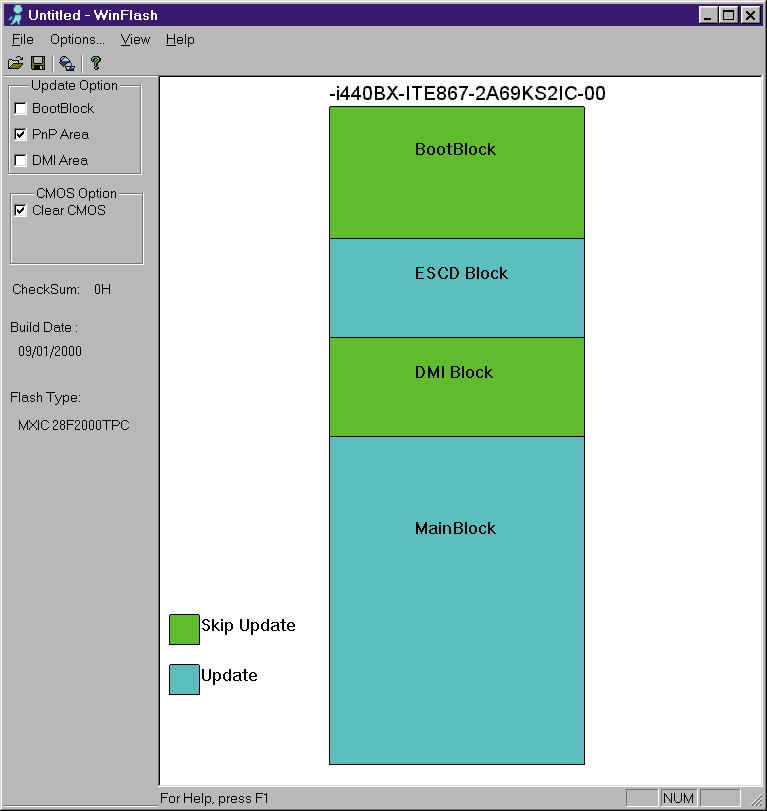 Untitled - WinFlash
File Options... View Help
Update Option
BootBlock
PnP Area
DMI Area
CMOS Option
Clear CMOS
CheckSum: 0H
Build Date :
09/01/2000
Flash Type:
MXIC 28F2000TPC
-i440BX-ITE867-2A69KS2IC-00
BootBlock
ESCD Block
DMI Block
MainBlock
Skip Update
Update
For Help, press F1
NUM